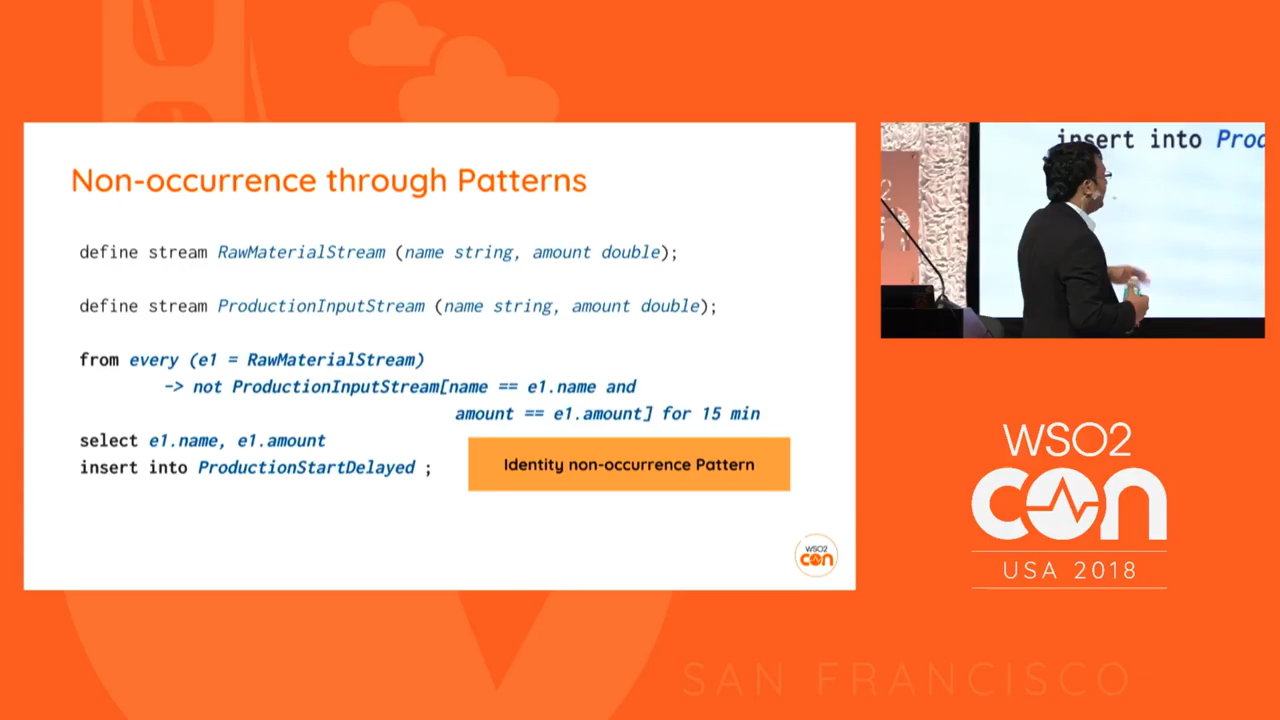 Non-occurrence through Patterns
define stream RawMaterialStream (name string, amount double);
define stream ProductionInputStream (name string, amount double);
from every (e1 = RawMaterialStream)
-> not ProductionInputStream[name == e1.name and
amount == e1.amount] for 15 min
select e1.name, e1.amount
insert into ProductionStartDelayed ;
Identity non-occurrence Pattern
WSO2
con
insert into Prod
WSO2
con
USA 2018
SAN FRANCISCO